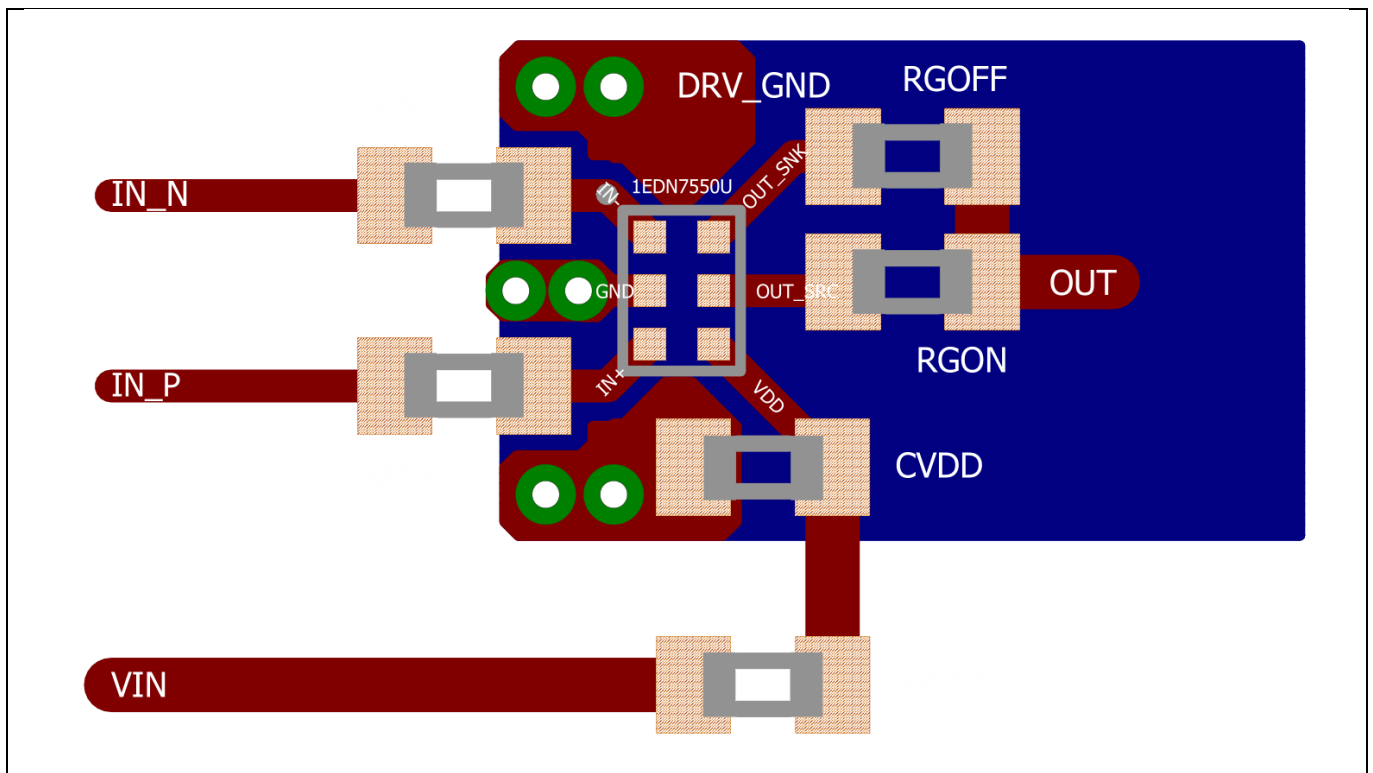 DRV_GND
RGOFF
IN_N
IN-
1EDN7550U
OUT_SNK
GND
OUT_SRC
OUT
IN_P
IN+
VDD
RGON
CVDD
VIN